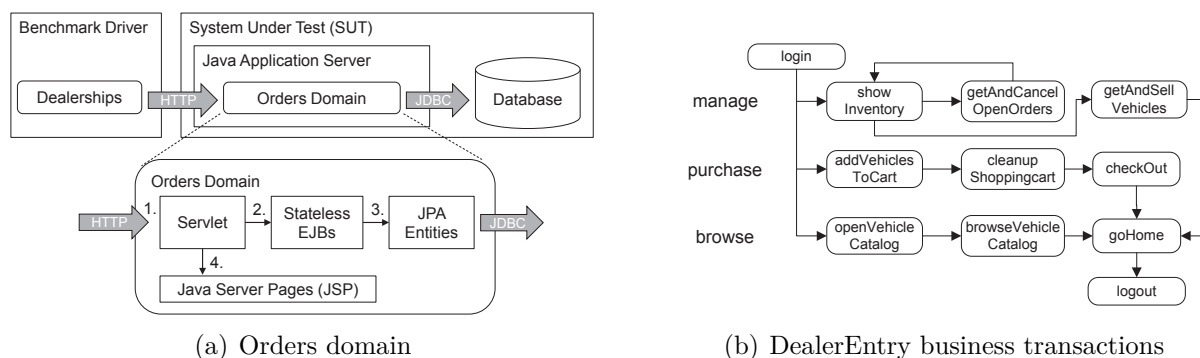 Benchmark Driver
System Under Test (SUT)
Java Application Server
Dealerships
HTTP
Orders Domain
JDBC
Database
Orders Domain
HTTP
1.
Servlet
2.
Stateless
EJBs
3.
JPA
Entities
JDBC
4.
Java Server Pages (JSP)
(a) Orders domain
login
manage
show
Inventory
getAndCancel
OpenOrders
getAndSell
Vehicles
purchase
addVehicles
ToCart
cleanup
Shoppingcart
checkOut
browse
openVehicle
Catalog
browseVehicle
Catalog
goHome
logout
(b) DealerEntry business transactions